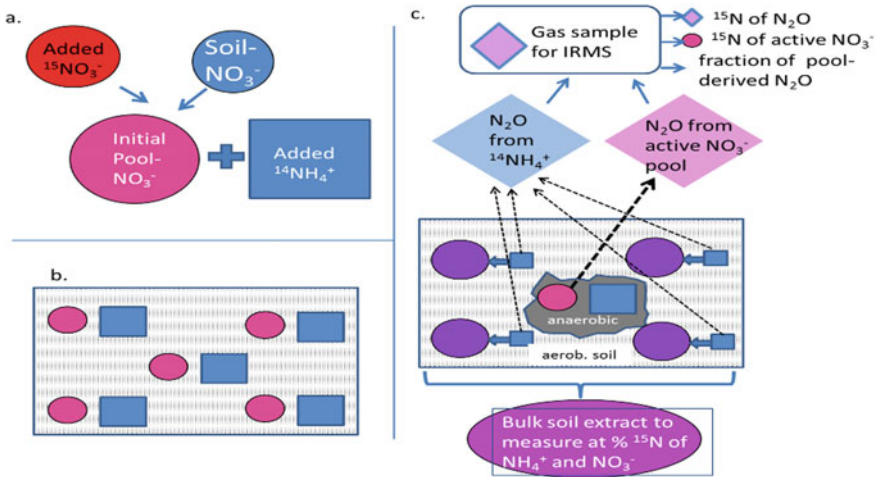 a.
Added
¹⁵NO₃⁻
Soil-
NO₃⁻
Initial
Pool-
NO₃⁻
Added
¹⁴NH₄⁺
b.
c.
Gas sample
for IRMS
¹⁵N of N₂O
¹⁵N of active NO₃⁻
fraction of pool-
derived N₂O
N₂O
from
¹⁴NH₄⁺
N₂O from
active NO₃⁻
pool
anaerobic
aerob. soil
Bulk soil extract to
measure at % ¹⁵N of
NH₄⁺ and NO₃⁻